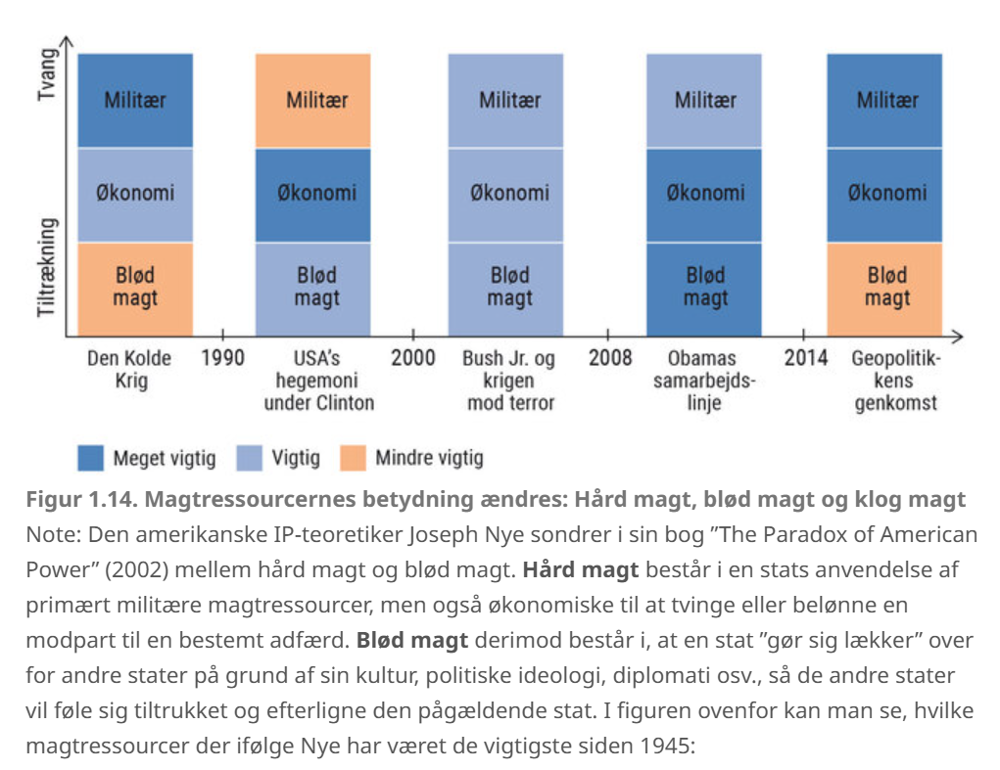 Tvang
Tiltrækning
Militær
Økonomi
Blød
magt
Militær
Økonomi
Blød
magt
Militær
Økonomi
Blød
magt
Militær
Økonomi
Blød
magt
Militær
Økonomi
Blød
magt
Den Kolde
Krig
1990
USA's
hegemoni
under Clinton
2000
Bush Jr. og
krigen
mod terror
2008
Obamas
samarbejds-
linje
2014
Geopolitik-
kens
genkomst
Meget vigtig
Vigtig
Mindre vigtig
Figur 1.14. Magtressourcernes betydning ændres: Hård magt, blød magt og klog magt
Note: Den amerikanske IP-teoretiker Joseph Nye sondrer i sin bog ”The Paradox of American
Power” (2002) mellem hård magt og blød magt. Hård magt består i en stats anvendelse af
primært militære magtressourcer, men også økonomiske til at tvinge eller belønne en
modpart til en bestemt adfærd. Blød magt derimod består i, at en stat ”gør sig lækker” over
for andre stater på grund af sin kultur, politiske ideologi, diplomati osv., så de andre stater
vil føle sig tiltrukket og efterligne den pågældende stat. I figuren ovenfor kan man se, hvilke
magtressourcer der ifølge Nye har været de vigtigste siden 1945: